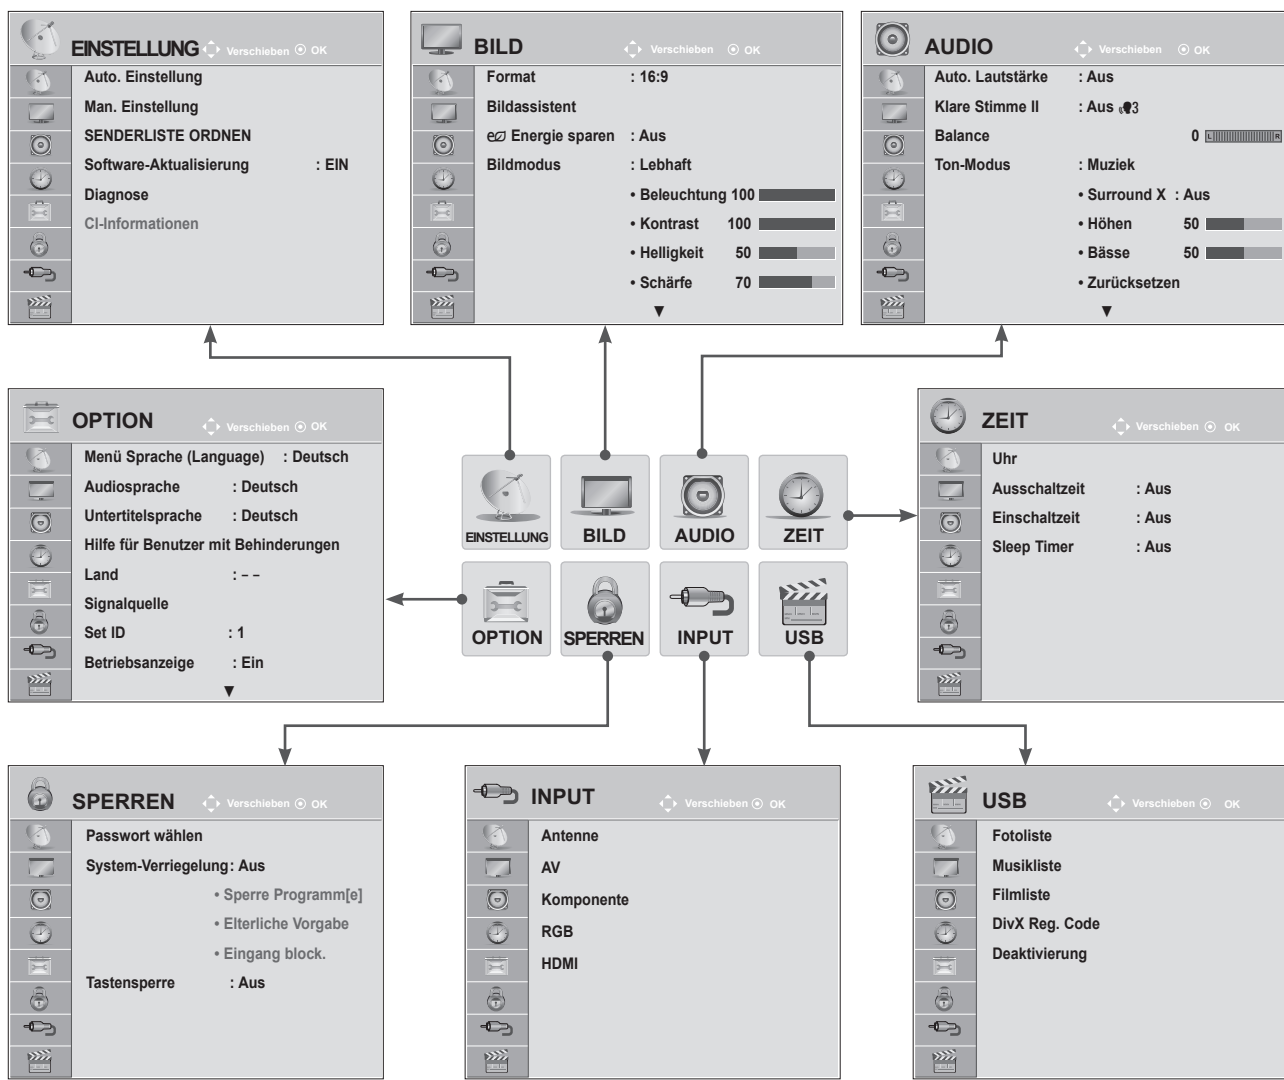 EINSTELLUNG Verschieben OK
Auto. Einstellung
Man. Einstellung
SENDERLISTE ORDNEN
Software-Aktualisierung : EIN
Diagnose
CI-Informationen
BILD Verschieben OK
Format : 16:9
Bildassistent
Energie sparen : Aus
Bildmodus : Lebhaft
• Beleuchtung 100
• Kontrast 100
• Helligkeit 50
• Schärfe 70
▼
AUDIO Verschieben OK
Auto. Lautstärke : Aus
Klare Stimme II : Aus 3
Balance 0 L R
Ton-Modus : Muziek
• Surround X : Aus
• Höhen 50
• Bässe 50
• Zurücksetzen
▼
OPTION Verschieben OK
Menü Sprache (Language) : Deutsch
Audiosprache : Deutsch
Untertitelsprache : Deutsch
Hilfe für Benutzer mit Behinderungen
Land : – –
Signalquelle
Set ID : 1
Betriebsanzeige : Ein
▼
EINSTELLUNG
BILD
AUDIO
ZEIT
OPTION
SPERREN
INPUT
USB
ZEIT Verschieben OK
Uhr
Ausschaltzeit : Aus
Einschaltzeit : Aus
Sleep Timer : Aus
SPERREN Verschieben OK
Passwort wählen
System-Verriegelung: Aus
• Sperre Programm[e]
• Elterliche Vorgabe
• Eingang block.
Tastensperre : Aus
INPUT Verschieben OK
Antenne
AV
Komponente
RGB
HDMI
USB Verschieben OK
Fotoliste
Musikliste
Filmliste
DivX Reg. Code
Deaktivierung